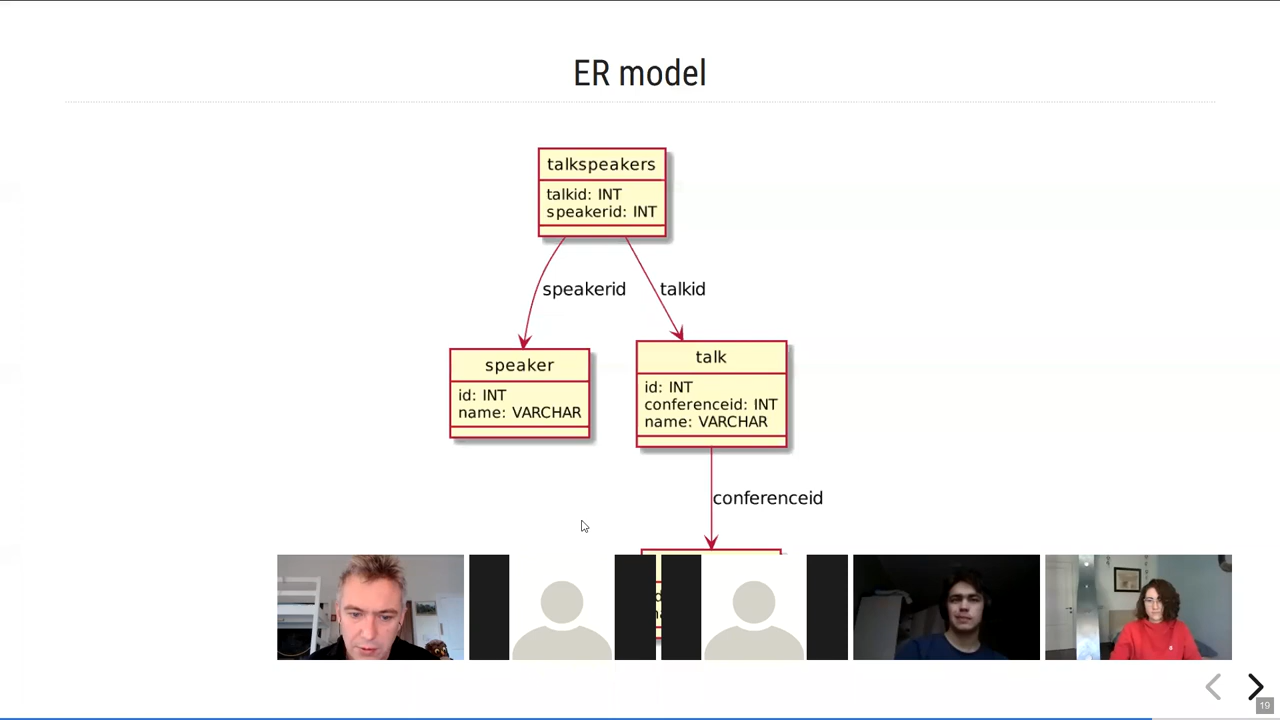 ER model
talkspeakers
talkid: INT
speakerid: INT
speakerid
talkid
speaker
id: INT
name: VARCHAR
talk
id: INT
conferenceid: INT
name: VARCHAR
conferenceid
19